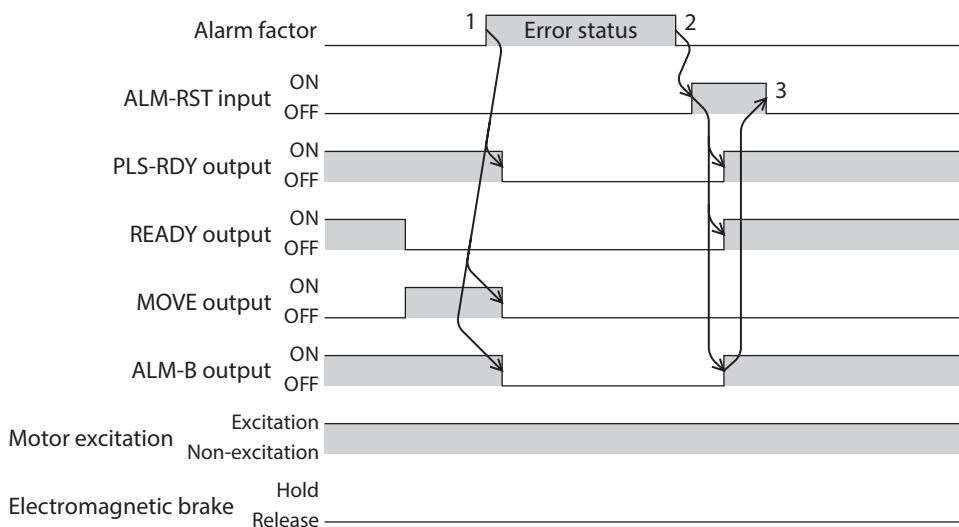 Alarm factor
1
Error status
2
ALM-RST input
ON
OFF
3
PLS-RDY output
ON
OFF
READY output
ON
OFF
MOVE output
ON
OFF
ALM-B output
ON
OFF
Motor excitation
Excitation
Non-excitation
Electromagnetic brake
Hold
Release